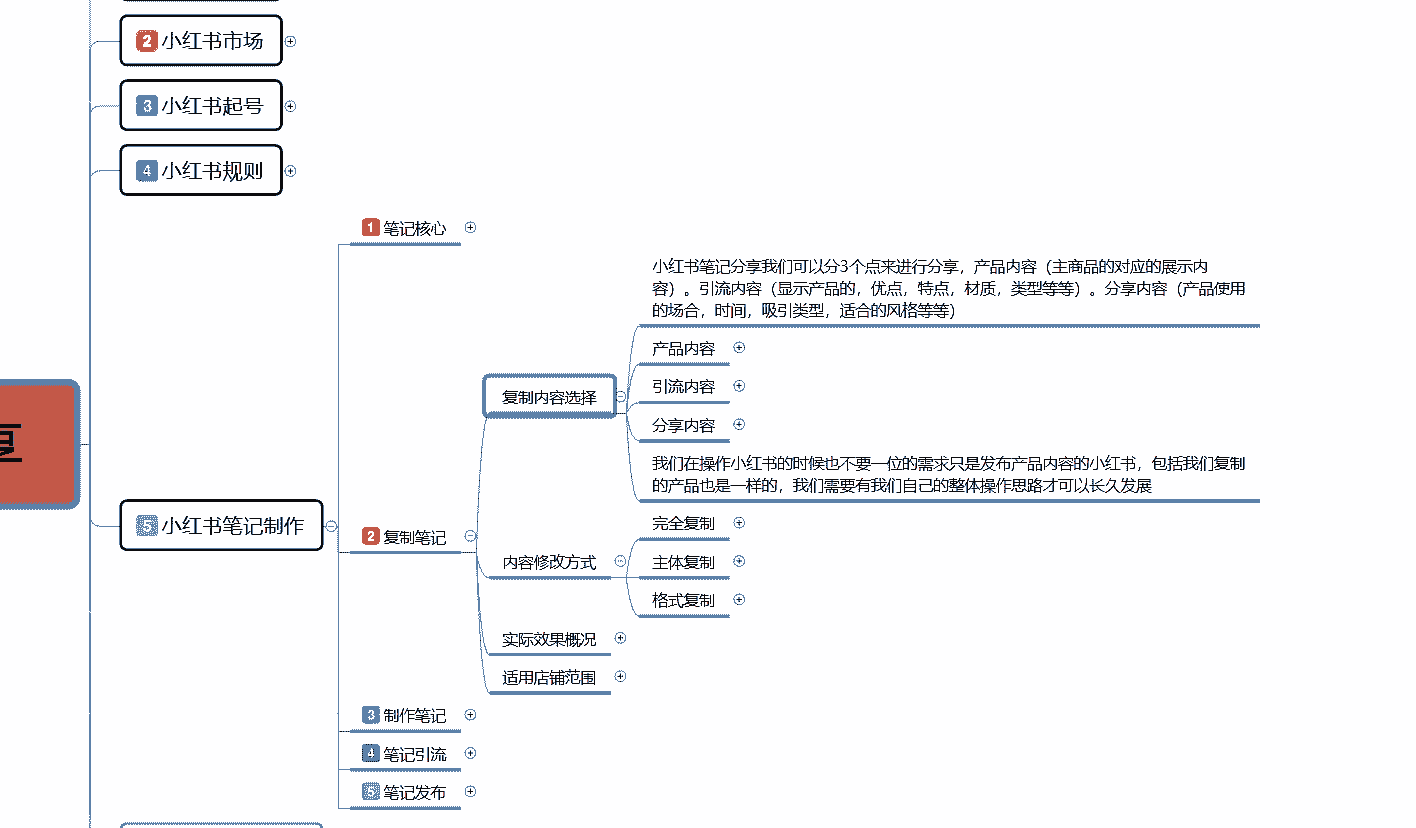 2 小红书市场
3 小红书起号
4 小红书规则
1 笔记核心
小红书笔记分享我们可以分3个点来进行分享，产品内容（主商品的对应的展示内
容）。引流内容（显示产品的，优点，特点，材质，类型等等）。分享内容（产品使用
的场合，时间，吸引类型，适合的风格等等）
产品内容
引流内容
复制内容选择
分享内容
我们在操作小红书的时候也不要一位的需求只是发布产品内容的小红书，包括我们复制
的产品也是一样的，我们需要有我们自己的整体操作思路才可以长久发展
5 小红书笔记制作
2 复制笔记
完全复制
内容修改方式
主体复制
格式复制
实际效果概况
适用店铺范围
3 制作笔记
4 笔记引流
5 笔记发布